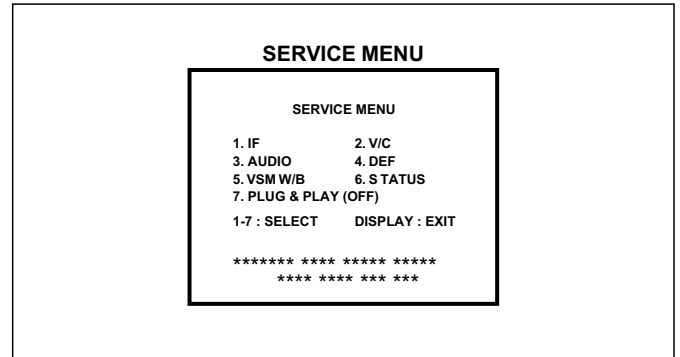 SERVICE MENU
SERVICE MENU
1. IF 2. V/C
3. AUDIO 4. DEF
5. VSM W/B 6. S TATUS
7. PLUG & PLAY (OFF)
1-7 : SELECT DISPLAY : EXIT
******* **** ***** *****
**** **** *** ***